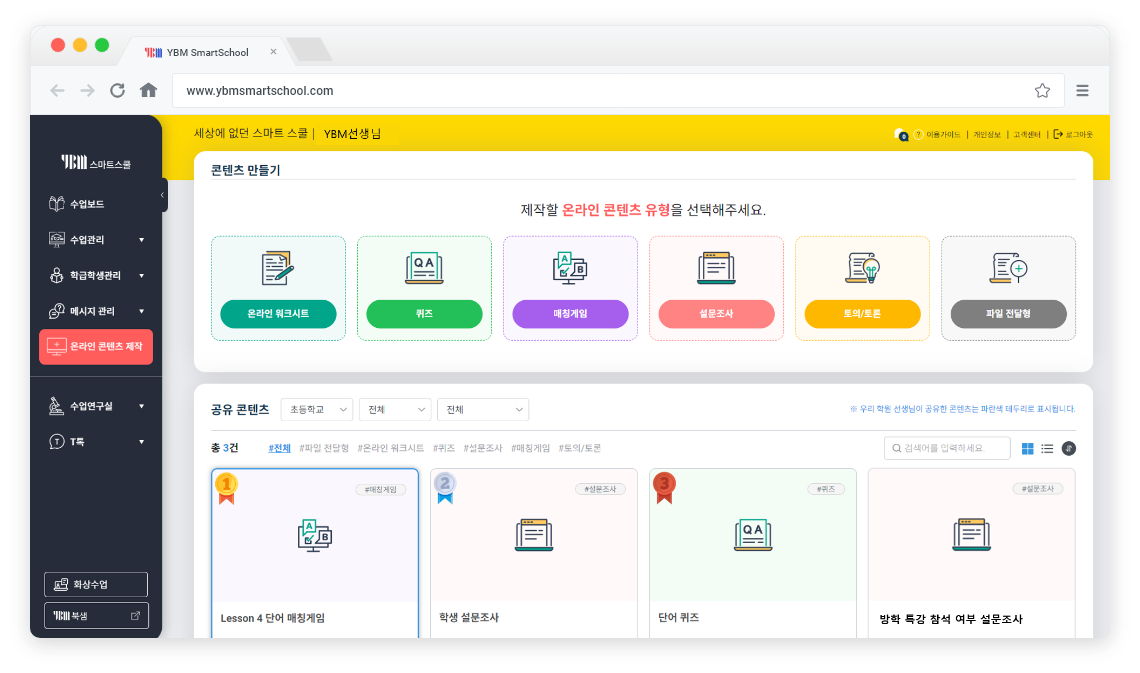 YBM SmartSchool
www.ybmsmartschool.com
세상에 없던 스마트 스쿨 | YBM선생님
이용가이드 | 개인정보 | 고객센터 | 로그아웃
YBM 스마트스쿨
수업보드
수업관리
학급학생관리
메시지 관리
온라인 콘텐츠 제작
수업연구실
T톡
화상수업
YBM 북샘
콘텐츠 만들기
제작할 온라인 콘텐츠 유형을 선택해주세요.
온라인 워크시트
QA
퀴즈
A B
매칭게임
설문조사
토의/토론
파일 전달형
공유 콘텐츠
초등학교 전체 전체
※ 우리 학원 선생님이 공유한 콘텐츠는 파란색 테두리로 표시됩니다.
총 3건 #전체 #파일 전달형 #온라인 워크시트 #퀴즈 #설문조사 #매칭게임 #토의/토론
검색어를 입력하세요.
1 #매칭게임
A B
Lesson 4 단어 매칭게임
2 #설문조사
학생 설문조사
3 #퀴즈
QA
단어 퀴즈
#설문조사
방학 특강 참석 여부 설문조사